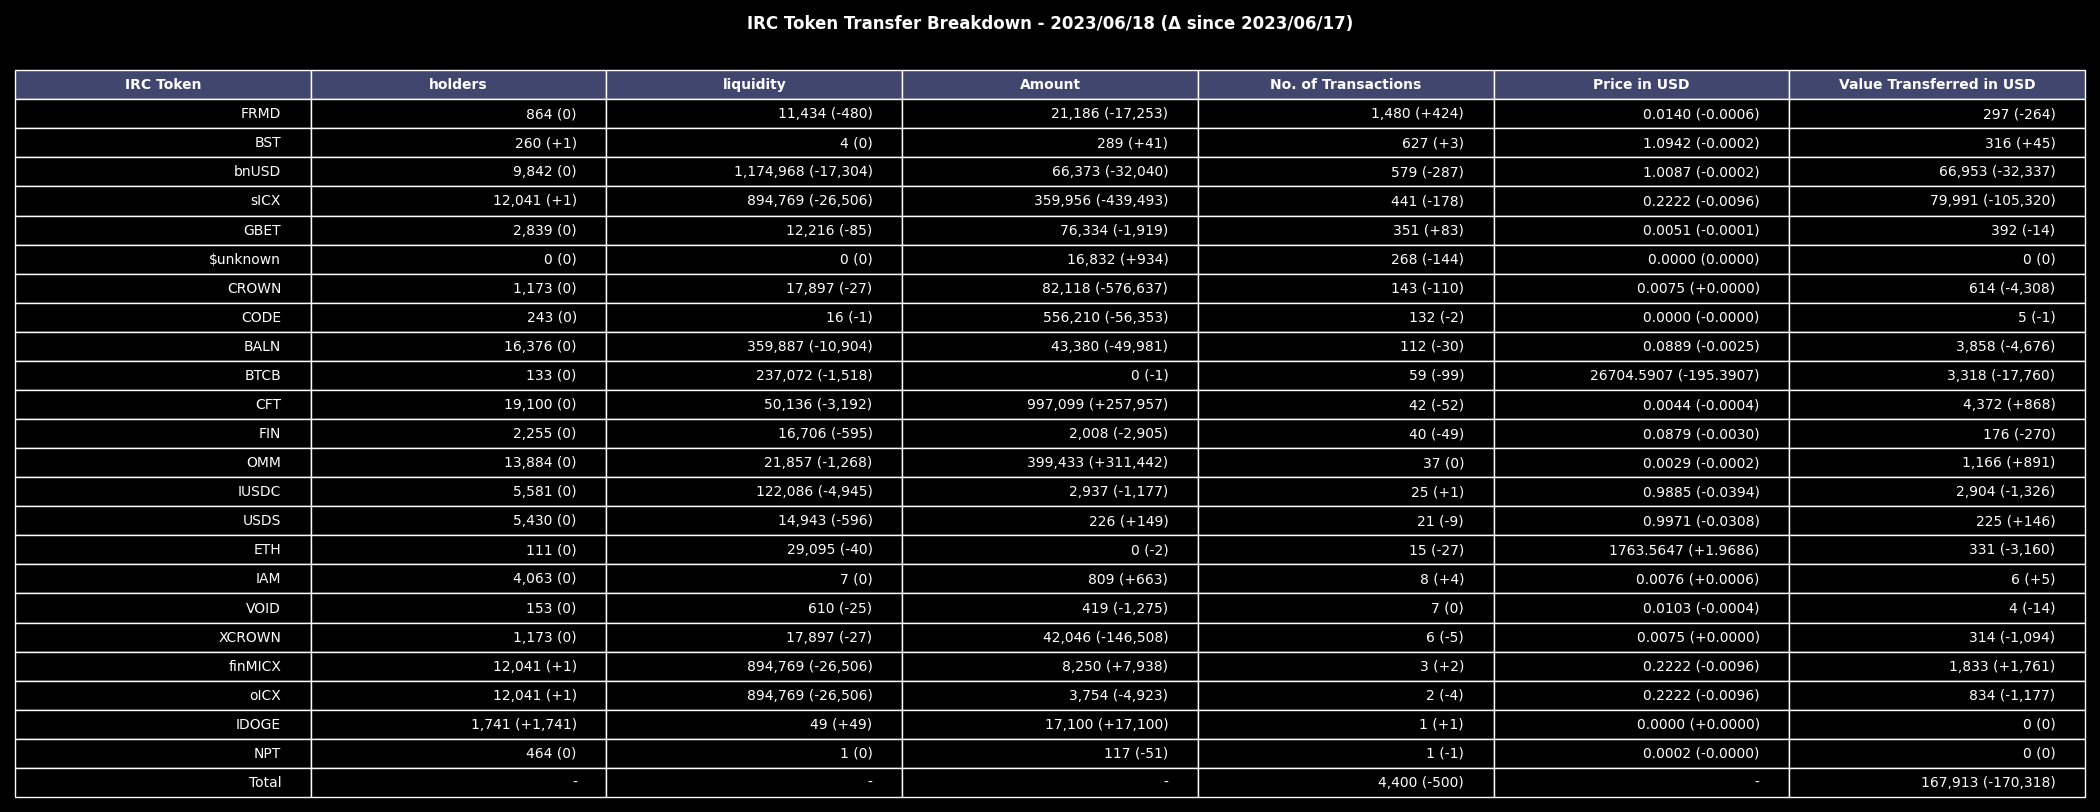 IRC Token Transfer Breakdown - 2023/06/18 (Δ since 2023/06/17)
IRC Token holders liquidity Amount No. of Transactions Price in USD Value Transferred in USD
FRMD 864 (0) 11,434 (-480) 21,186 (-17,253) 1,480 (+424) 0.0140 (-0.0006) 297 (-264)
BST 260 (+1) 4 (0) 289 (+41) 627 (+3) 1.0942 (-0.0002) 316 (+45)
bnUSD 9,842 (0) 1,174,968 (-17,304) 66,373 (-32,040) 579 (-287) 1.0087 (-0.0002) 66,953 (-32,337)
sICX 12,041 (+1) 894,769 (-26,506) 359,956 (-439,493) 441 (-178) 0.2222 (-0.0096) 79,991 (-105,320)
GBET 2,839 (0) 12,216 (-85) 76,334 (-1,919) 351 (+83) 0.0051 (-0.0001) 392 (-14)
$unknown 0 (0) 0 (0) 16,832 (+934) 268 (-144) 0.0000 (0.0000) 0 (0)
CROWN 1,173 (0) 17,897 (-27) 82,118 (-576,637) 143 (-110) 0.0075 (+0.0000) 614 (-4,308)
CODE 243 (0) 16 (-1) 556,210 (-56,353) 132 (-2) 0.0000 (-0.0000) 5 (-1)
BALN 16,376 (0) 359,887 (-10,904) 43,380 (-49,981) 112 (-30) 0.0889 (-0.0025) 3,858 (-4,676)
BTCB 133 (0) 237,072 (-1,518) 0 (-1) 59 (-99) 26704.5907 (-195.3907) 3,318 (-17,760)
CFT 19,100 (0) 50,136 (-3,192) 997,099 (+257,957) 42 (-52) 0.0044 (-0.0004) 4,372 (+868)
FIN 2,255 (0) 16,706 (-595) 2,008 (-2,905) 40 (-49) 0.0879 (-0.0030) 176 (-270)
OMM 13,884 (0) 21,857 (-1,268) 399,433 (+311,442) 37 (0) 0.0029 (-0.0002) 1,166 (+891)
IUSDC 5,581 (0) 122,086 (-4,945) 2,937 (-1,177) 25 (+1) 0.9885 (-0.0394) 2,904 (-1,326)
USDS 5,430 (0) 14,943 (-596) 226 (+149) 21 (-9) 0.9971 (-0.0308) 225 (+146)
ETH 111 (0) 29,095 (-40) 0 (-2) 15 (-27) 1763.5647 (+1.9686) 331 (-3,160)
IAM 4,063 (0) 7 (0) 809 (+663) 8 (+4) 0.0076 (+0.0006) 6 (+5)
VOID 153 (0) 610 (-25) 419 (-1,275) 7 (0) 0.0103 (-0.0004) 4 (-14)
XCROWN 1,173 (0) 17,897 (-27) 42,046 (-146,508) 6 (-5) 0.0075 (+0.0000) 314 (-1,094)
finMICX 12,041 (+1) 894,769 (-26,506) 8,250 (+7,938) 3 (+2) 0.2222 (-0.0096) 1,833 (+1,761)
oICX 12,041 (+1) 894,769 (-26,506) 3,754 (-4,923) 2 (-4) 0.2222 (-0.0096) 834 (-1,177)
IDOGE 1,741 (+1,741) 49 (+49) 17,100 (+17,100) 1 (+1) 0.0000 (+0.0000) 0 (0)
NPT 464 (0) 1 (0) 117 (-51) 1 (-1) 0.0002 (-0.0000) 0 (0)
Total - - - 4,400 (-500) - 167,913 (-170,318)